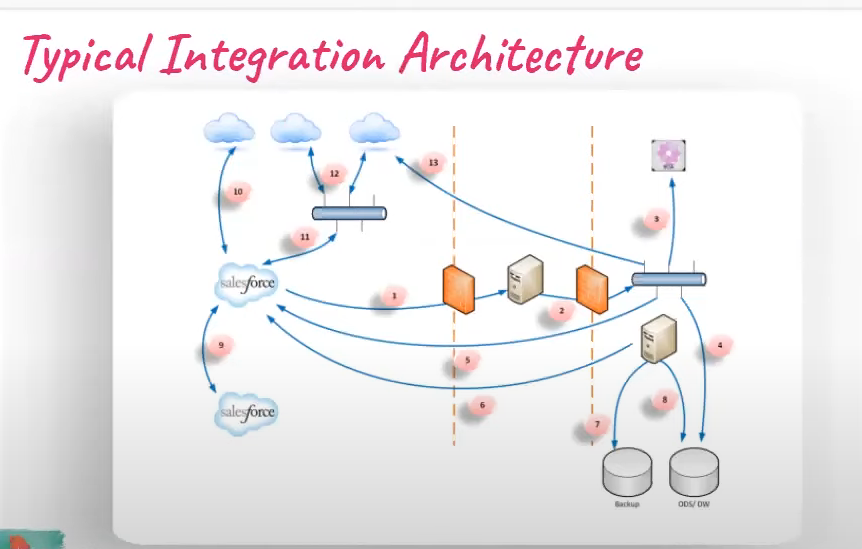 Typical Integration Architecture
13
12
10
3
11
salesforce
1
2
9
5
4
6
8
7
salesforce
Backup
ODS/ DW